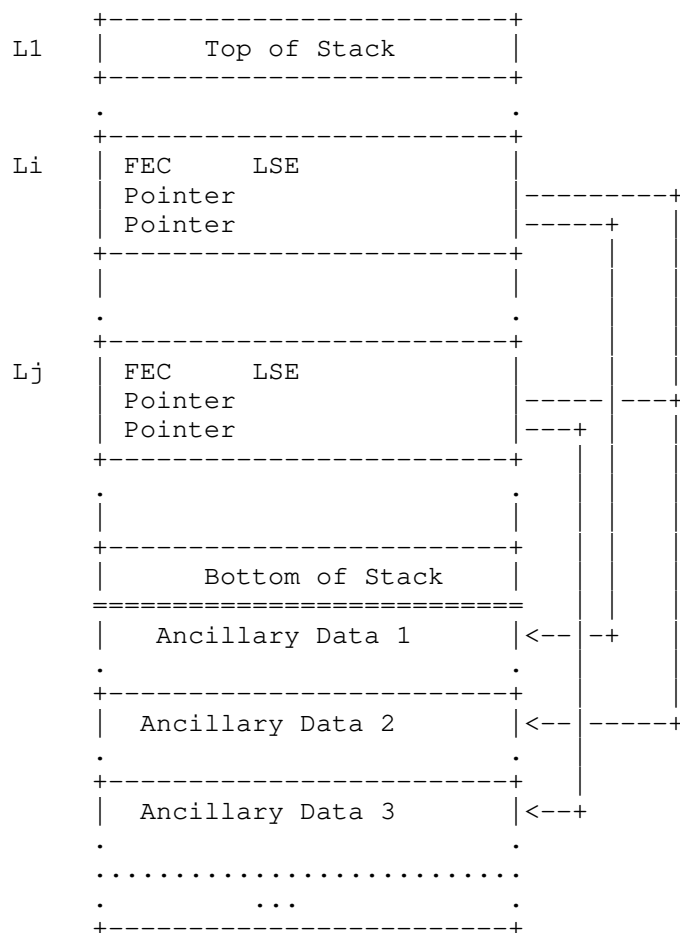 L1 Top of Stack
Li FEC LSE
Pointer
Pointer
Lj FEC LSE
Pointer
Pointer
Bottom of Stack
Ancillary Data 1
Ancillary Data 2
Ancillary Data 3
...